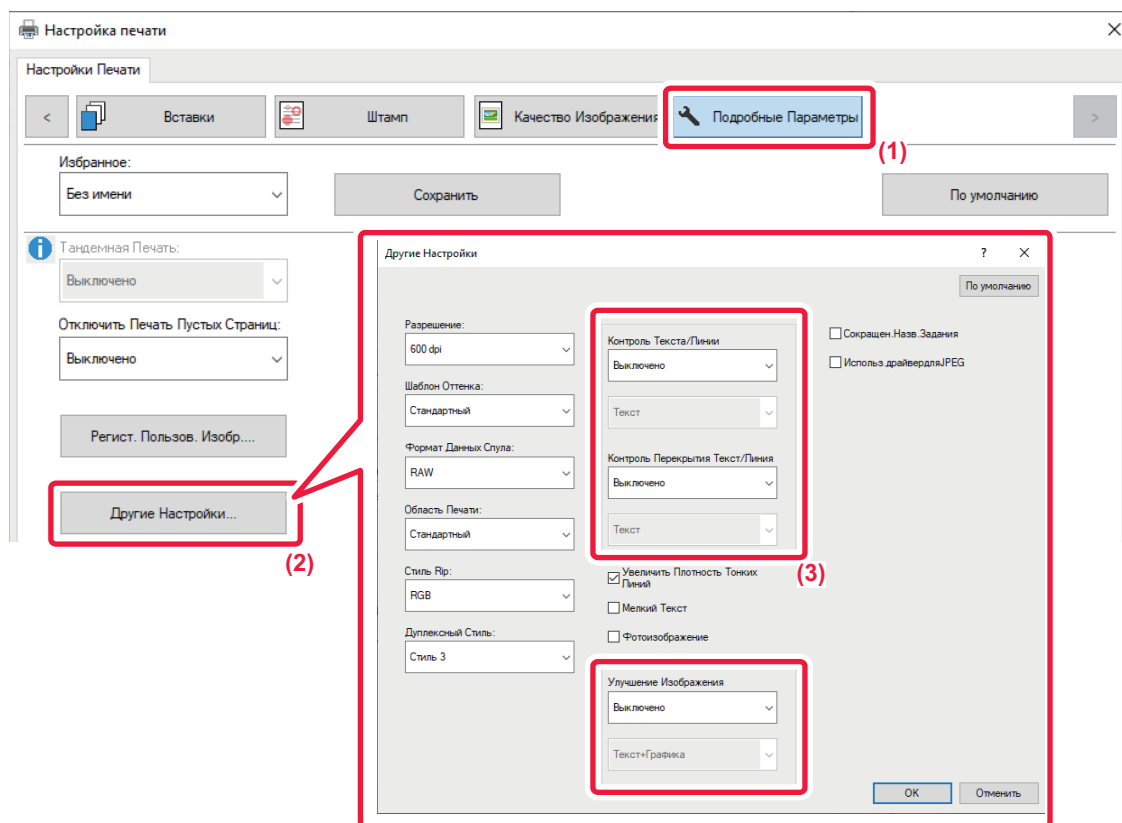 Настройка печати
Настройки Печати
<
Вставки
Штамп
Качество Изображения
Подробные Параметры
>
(1)
Избранное:
Без имени
Сохранить
По умолчанию
Тандемная Печать:
Выключено
Отключить Печать Пустых Страниц:
Выключено
Регист. Пользов. Изобр....
Другие Настройки...
(2)
Другие Настройки
?
По умолчанию
Разрешение:
600 dpi
Шаблон Оттенка:
Стандартный
Формат Данных Спула:
RAW
Область Печати:
Стандартный
Стиль Rip:
RGB
Дуплексный Стиль:
Стиль 3
Контроль Текста/Линии
Выключено
Текст
Контроль Перекрытия Текст/Линия
Выключено
Текст
(3)
Увеличить Плотность Тонких
Линий
Мелкий Текст
Фотоизображение
Улучшение Изображения
Выключено
Текст+Графика
Сокращен.Назв.Задания
Использ.драйвердляJPEG
OK
Отменить